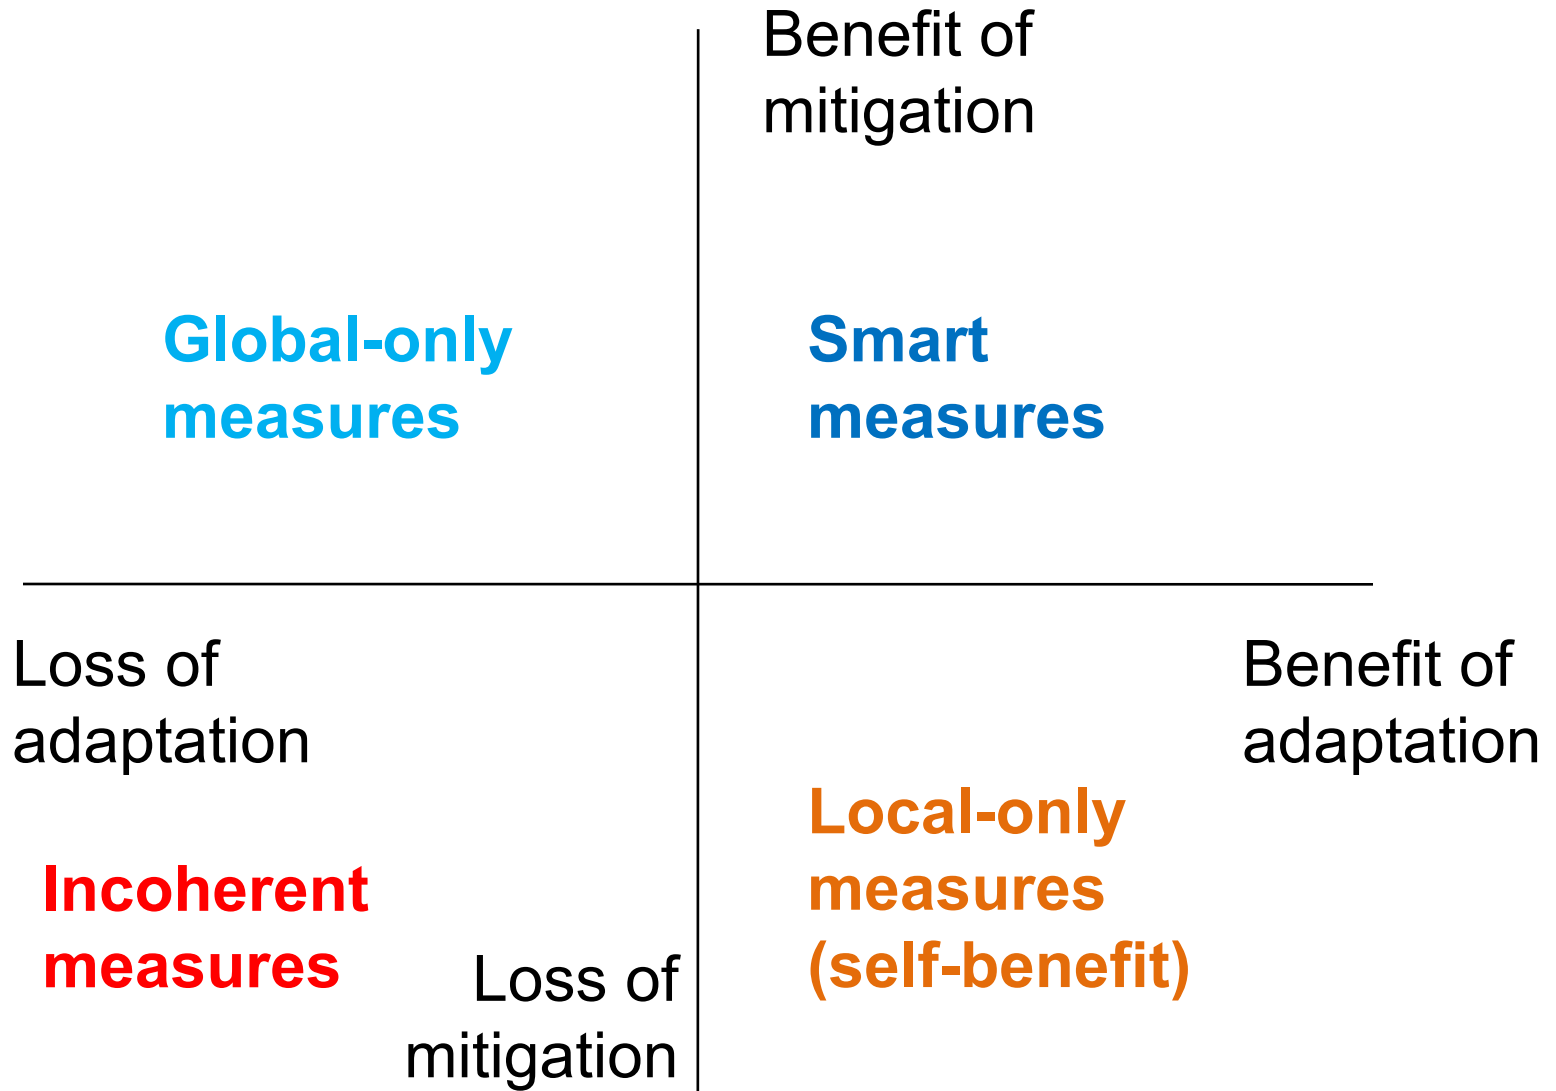 Benefit of
mitigation
Global-only
measures
Smart
measures
Loss of
adaptation
Benefit of
adaptation
Incoherent
measures
Loss of
mitigation
Local-only
measures
(self-benefit)